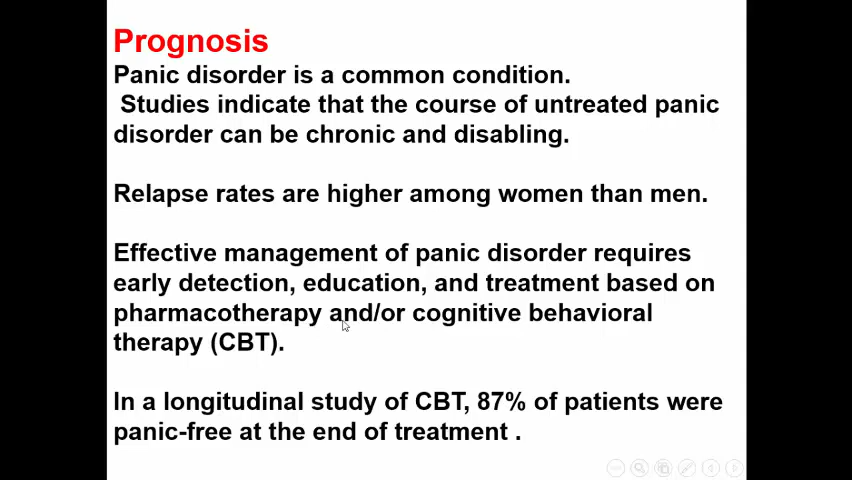 Prognosis
Panic disorder is a common condition.
Studies indicate that the course of untreated panic
disorder can be chronic and disabling.
Relapse rates are higher among women than men.
Effective management of panic disorder requires
early detection, education, and treatment based on
pharmacotherapy and/or cognitive behavioral
therapy (CBT).
In a longitudinal study of CBT, 87% of patients were
panic-free at the end of treatment .